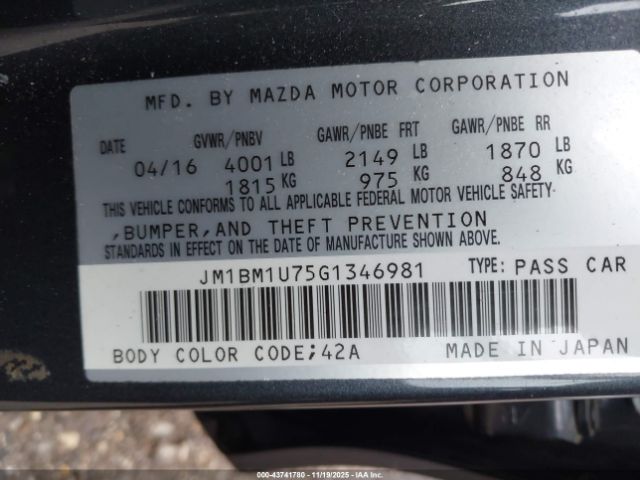 MFD. BY MAZDA MOTOR CORPORATION
DATE GVWR/PNBV GAWR/PNBE FRT GAWR/PNBE RR
04/16 4001 LB 2149 LB 1870 LB
1815 KG 975 KG 848 KG
THIS VEHICLE CONFORMS TO ALL APPLICABLE FEDERAL MOTOR VEHICLE SAFETY
,BUMPER,AND THEFT PREVENTION
STANDARDS IN EFFECT ON THE DATE OF MANUFACTURE SHOWN ABOVE.
JM1BM1U75G1346981 TYPE: PASS CAR
BODY COLOR CODE;42A MADE IN JAPAN
000-43741780 - 11/19/2025 - IAA Inc.